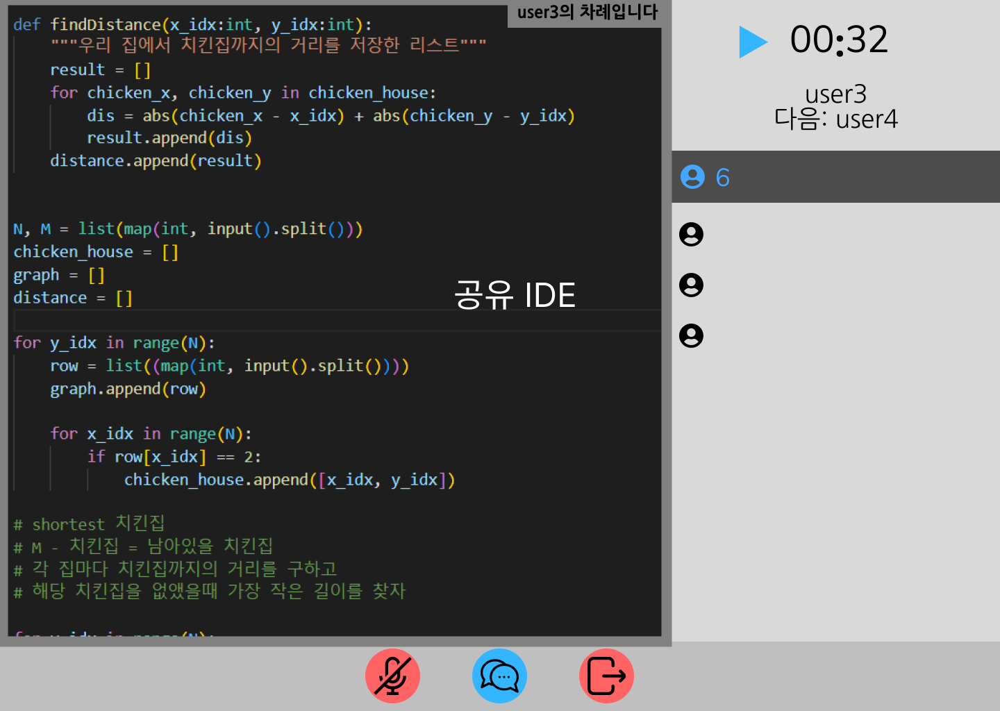 user3의 차례입니다
def findDistance(x_idx:int, y_idx:int):
    """우리 집에서 치킨집까지의 거리를 저장한 리스트"""
    result = []
    for chicken_x, chicken_y in chicken_house:
        dis = abs(chicken_x - x_idx) + abs(chicken_y - y_idx)
        result.append(dis)
    distance.append(result)
N, M = list(map(int, input().split()))
chicken_house = []
graph = []
distance = []
공유 IDE
for y_idx in range(N):
    row = list((map(int, input().split())))
    graph.append(row)
    for x_idx in range(N):
        if row[x_idx] == 2:
            chicken_house.append([x_idx, y_idx])
# shortest 치킨집
# M - 치킨집 = 남아있을 치킨집
# 각 집마다 치킨집까지의 거리를 구하고
# 해당 치킨집을 없앴을때 가장 작은 길이를 찾자
00:32
user3
다음: user4
6